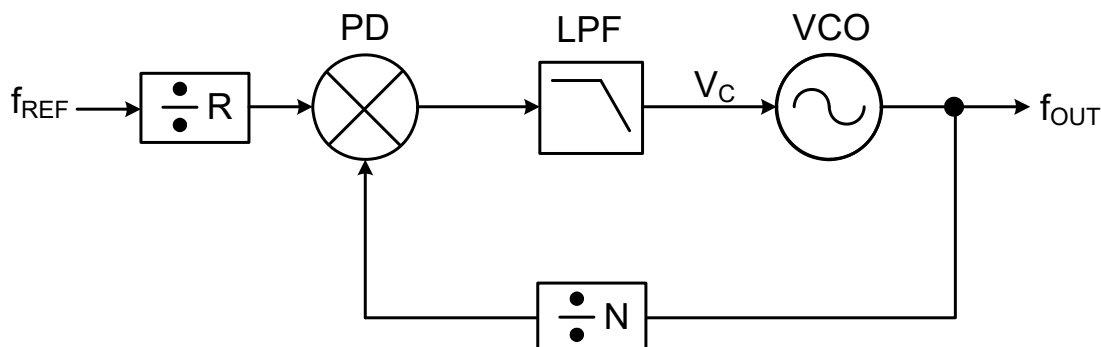 PD
LPF
VCO
f_REF
÷ R
V_C
f_OUT
÷ N